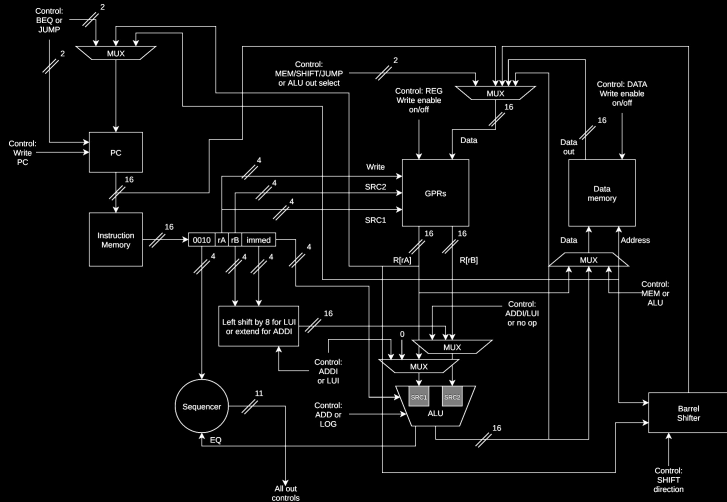 Control:
BEQ or
JUMP
2
2
MUX
Control:
MEM/SHIFT/JUMP
or ALU out select
2
MUX
16
Control: REG
Write enable
on/off
Control: DATA
Write enable
on/off
16
Data
out
Control:
Write
PC
PC
16
Data
4
Write
4
SRC2
4
SRC1
GPRs
Data
memory
Instruction
Memory
16
0010 rA rB immed
16
16
R[rA]
R[rB]
Data
Address
MUX
4
4
4
4
Control:
MEM or
ALU
Left shift by 8 for LUI
or extend for ADDI
16
Control:
ADDI/LUI
or no op
0
MUX
MUX
Control:
ADDI
or LUI
SRC1
SRC2
ALU
Sequencer
11
Control:
ADD or
LOG
EQ
16
Barrel
Shifter
Control:
SHIFT
direction
All out
controls